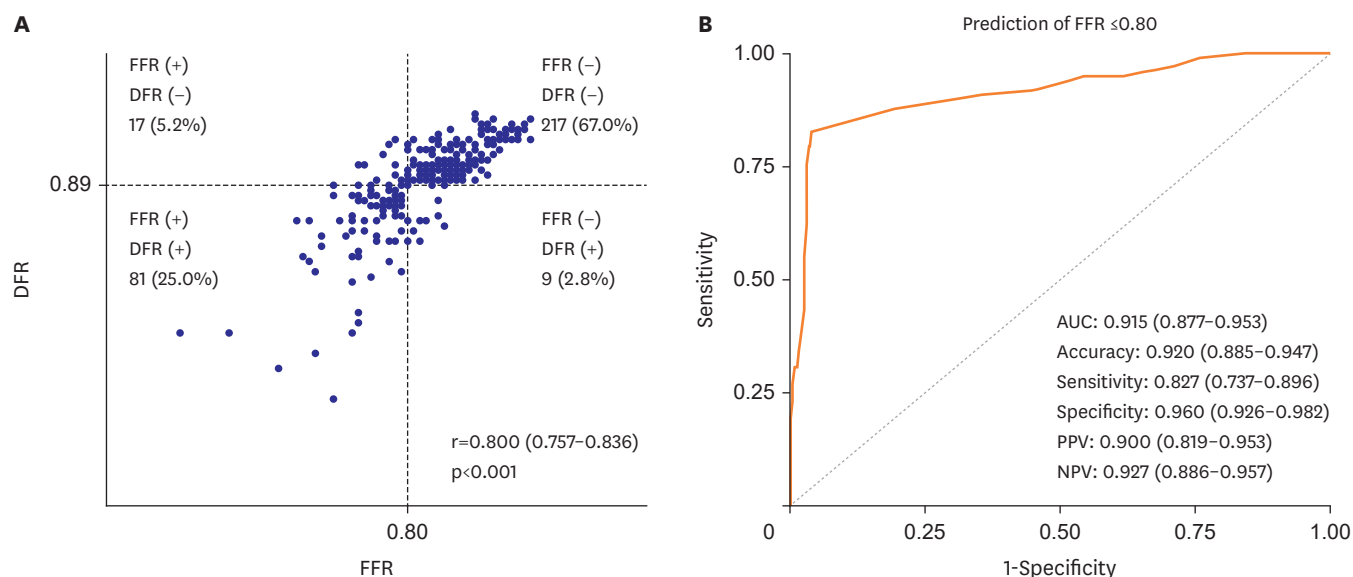 A
FFR (+)
DFR (−)
17 (5.2%)
FFR (−)
DFR (−)
217 (67.0%)
0.89
FFR (+)
DFR (+)
81 (25.0%)
FFR (−)
DFR (+)
9 (2.8%)
DFR
r=0.800 (0.757–0.836)
p<0.001
0.80
FFR
B
Prediction of FFR ≤0.80
1.00
0.75
0.50
0.25
Sensitivity
AUC: 0.915 (0.877–0.953)
Accuracy: 0.920 (0.885–0.947)
Sensitivity: 0.827 (0.737–0.896)
Specificity: 0.960 (0.926–0.982)
PPV: 0.900 (0.819–0.953)
NPV: 0.927 (0.886–0.957)
0 0.25 0.50 0.75 1.00
1-Specificity